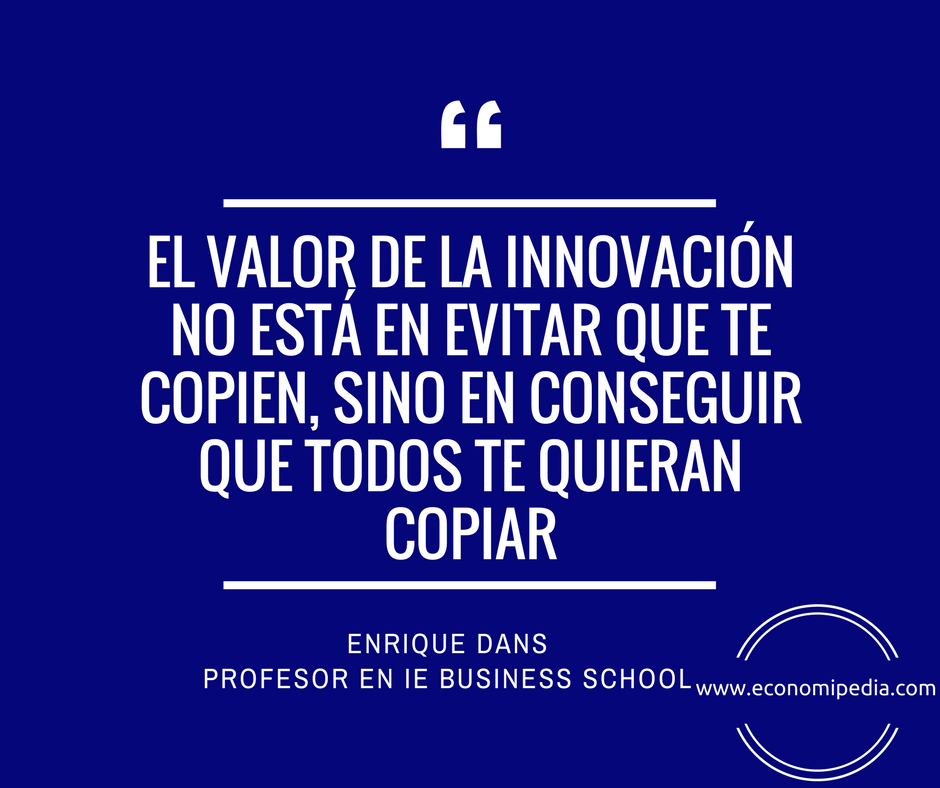 “
EL VALOR DE LA INNOVACIÓN
NO ESTÁ EN EVITAR QUE TE
COPIEN, SINO EN CONSEGUIR
QUE TODOS TE QUIERAN
COPIAR
ENRIQUE DANS
PROFESOR EN IE BUSINESS SCHOOL
www.economipedia.com